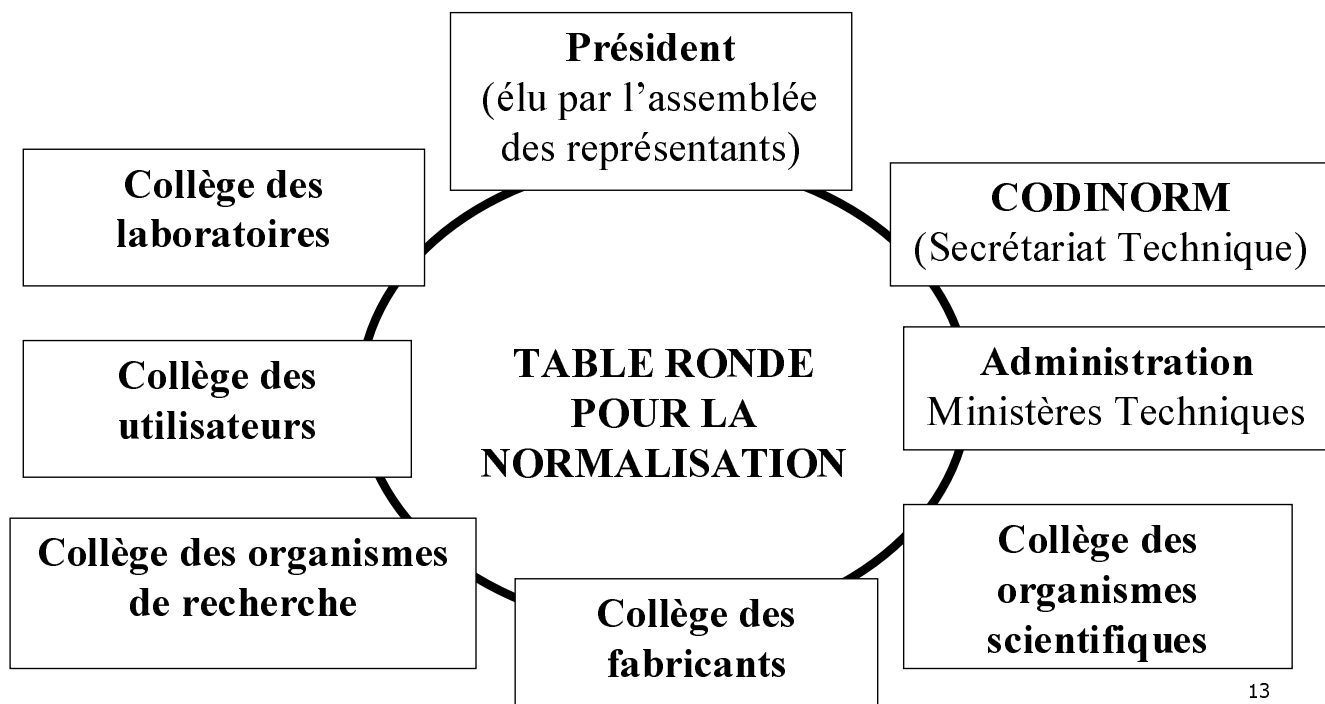 Président
(élu par l’assemblée
des représentants)
Collège des
laboratoires
CODINORM
(Secrétariat Technique)
TABLE RONDE
POUR LA
NORMALISATION
Collège des
utilisateurs
Administration
Ministères Techniques
Collège des organismes
de recherche
Collège des
fabricants
Collège des
organismes
scientifiques
13